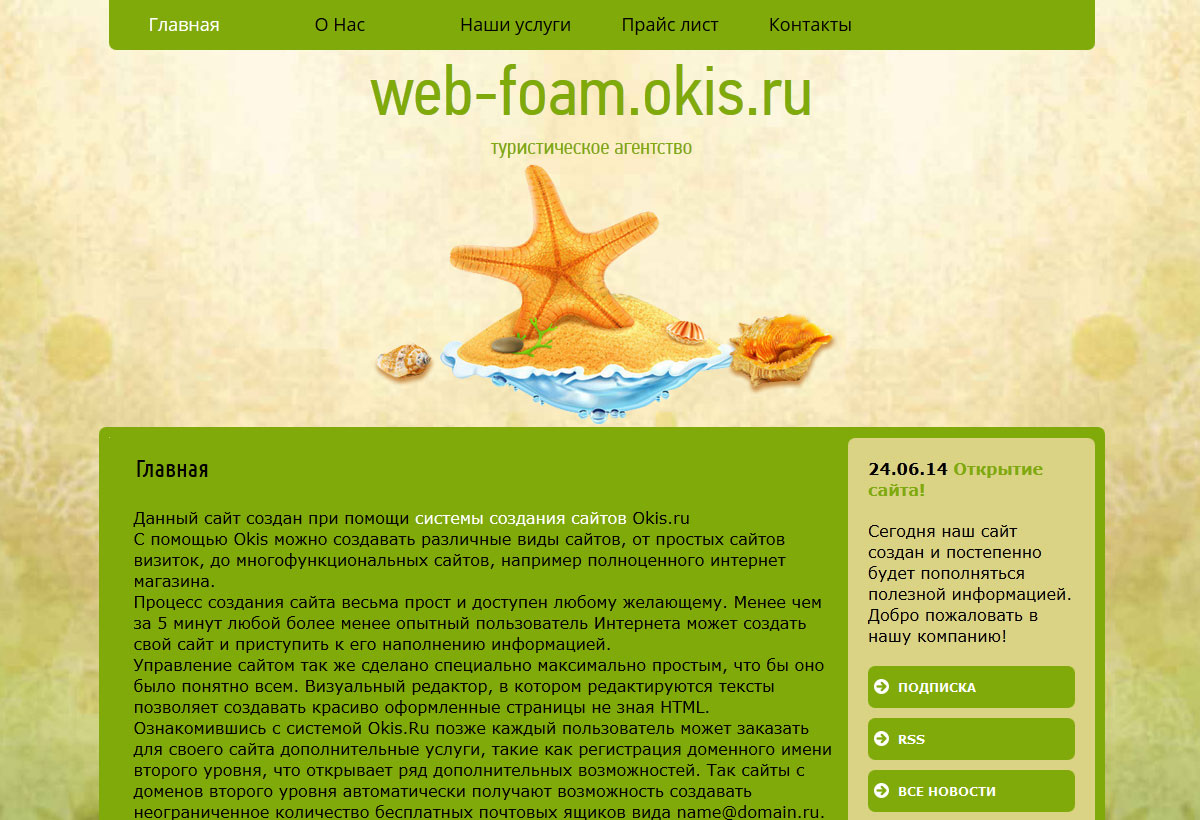 Главная
О Нас
Наши услуги
Прайс лист
Контакты
web-foam.okis.ru
туристическое агентство
Главная
Данный сайт создан при помощи системы создания сайтов Okis.ru
С помощью Okis можно создавать различные виды сайтов, от простых сайтов
визиток, до многофункциональных сайтов, например полноценного интернет
магазина.
Процесс создания сайта весьма прост и доступен любому желающему. Менее чем
за 5 минут любой более менее опытный пользователь Интернета может создать
свой сайт и приступить к его наполнению информацией.
Управление сайтом так же сделано специально максимально простым, что бы оно
было понятно всем. Визуальный редактор, в котором редактируются тексты
позволяет создавать красиво оформленные страницы не зная HTML.
Ознакомившись с системой Okis.Ru позже каждый пользователь может заказать
для своего сайта дополнительные услуги, такие как регистрация доменного имени
второго уровня, что открывает ряд дополнительных возможностей. Так сайты с
доменов второго уровня автоматически получают возможность создавать
неограниченное количество бесплатных почтовых ящиков вида name@domain.ru.
24.06.14 Открытие
сайта!
Сегодня наш сайт
создан и постепенно
будет пополняться
полезной информацией.
Добро пожаловать в
нашу компанию!
ПОДПИСКА
RSS
ВСЕ НОВОСТИ